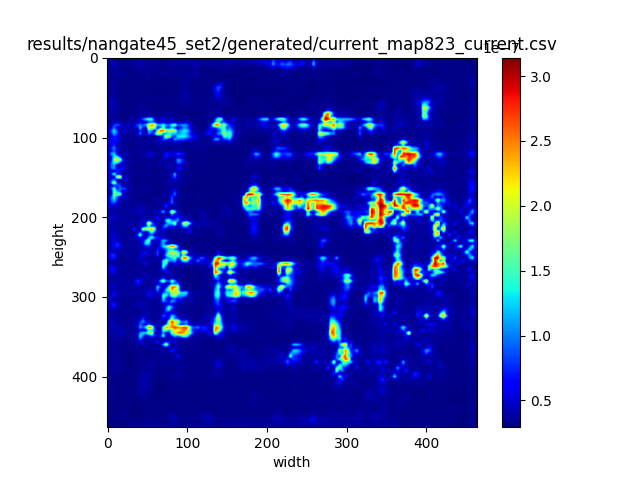 results/nangate45_set2/generated/current_map823_current.csv
1e−7
0
100
200
300
400
height
0 100 200 300 400
width
3.0
2.5
2.0
1.5
1.0
0.5